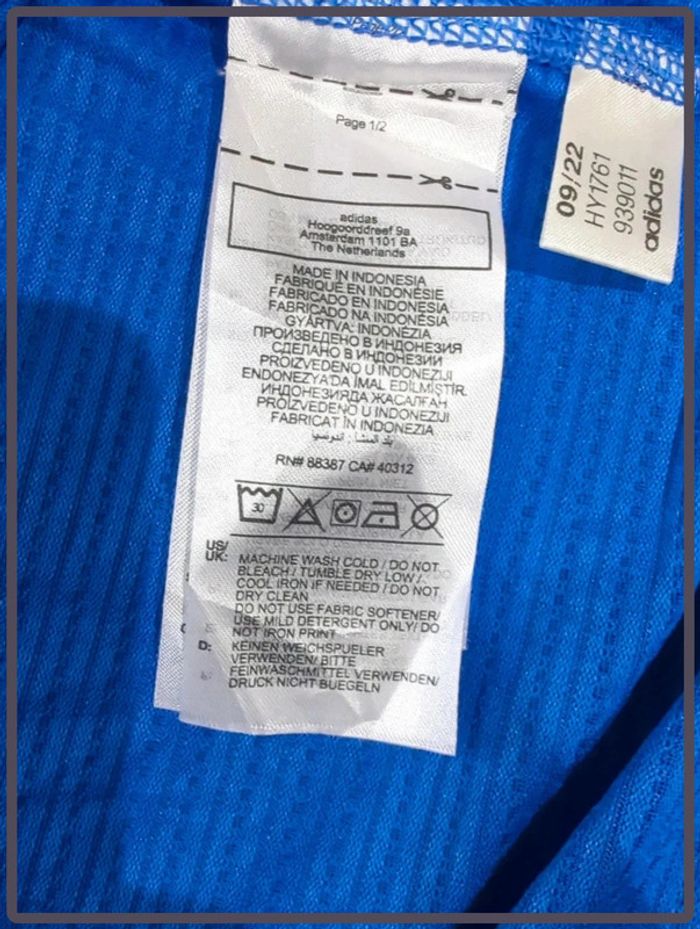 Page 1/2
adidas
Hoogoorddreef 9a
Amsterdam 1101 BA
The Netherlands
MADE IN INDONESIA
FABRIQUÉ EN INDONÉSIE
FABRICADO EN INDONESIA
FABRICADO NA INDONÉSIA
GYÁRTVA: INDONÉZIA
ПРОИЗВЕДЕНО В ИНДОНЕЗИЯ
СДЕЛАНО В ИНДОНЕЗИИ
PROIZVEDENO U INDONEZIJI
ENDONEZYA'DA İMAL EDİLMİŞTİR.
ИНДОНЕЗИЯДА ЖАСАЛҒАН
PROIZVEDENO U INDONEZIJI
FABRICAT ÎN INDONEZIA
بلد المنشأ : اندونسيا
RN# 88387 CA# 40312
30
US/
UK: MACHINE WASH COLD / DO NOT
BLEACH / TUMBLE DRY LOW /
COOL IRON IF NEEDED / DO NOT
DRY CLEAN
DO NOT USE FABRIC SOFTENER/
USE MILD DETERGENT ONLY/ DO
NOT IRON PRINT
D: KEINEN WEICHSPUELER
VERWENDEN/ BITTE
FEINWASCHMITTEL VERWENDEN/
DRUCK NICHT BUEGELN
09/22
HY1761
939011
adidas